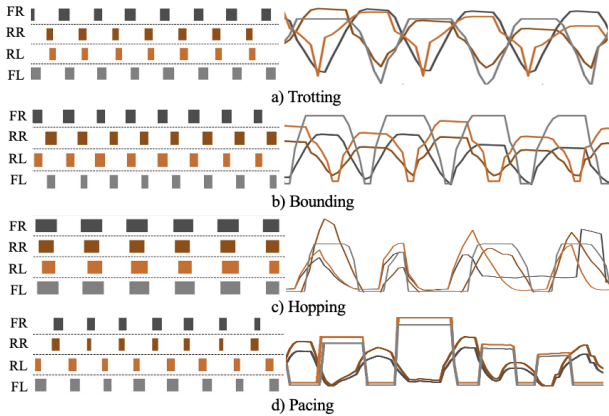 FR
RR
RL
FL
a) Trotting
FR
RR
RL
FL
b) Bounding
FR
RR
RL
FL
c) Hopping
FR
RR
RL
FL
d) Pacing